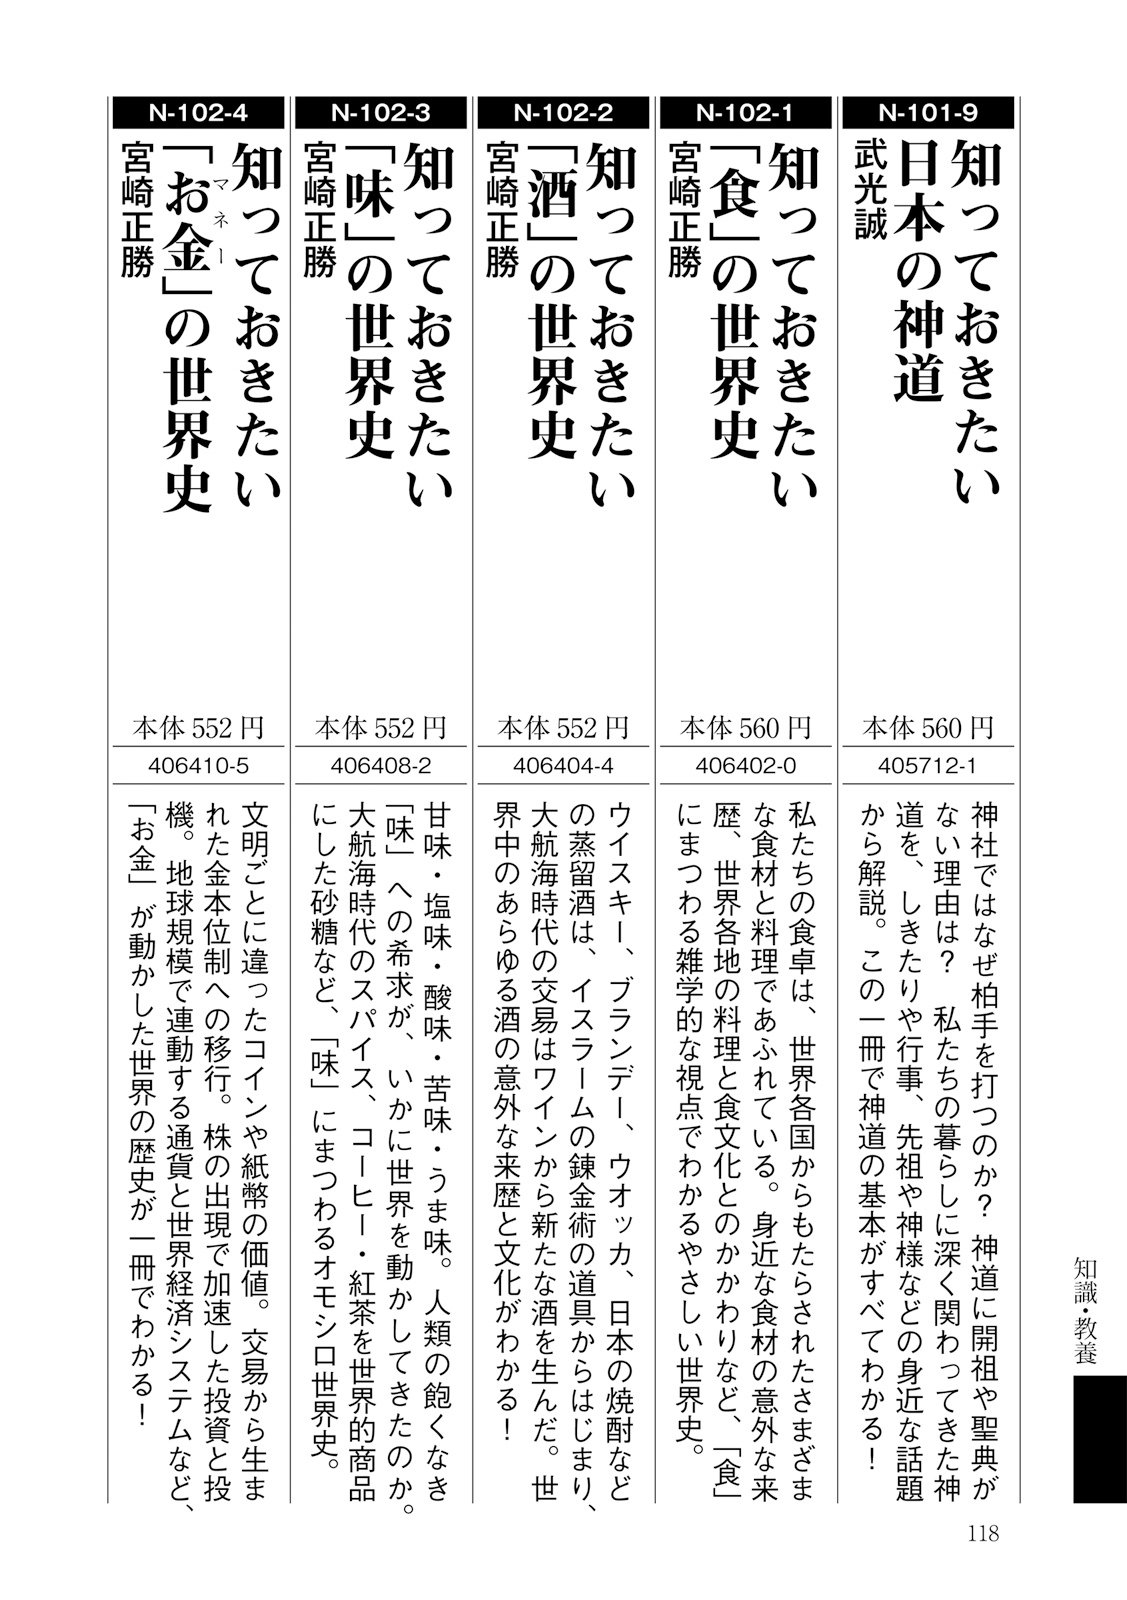 N-101-9
知っておきたい
日本の神道
武光誠
本体560円
405712-1
神社ではなぜ柏手を打つのか? 神道に開祖や聖典が
ない理由は? 私たちの暮らしに深く関わってきた神
道を、しきたりや行事、先祖や神様などの身近な話題
から解説。この一冊で神道の基本がすべてわかる!
N-102-1
知っておきたい
「食」の世界史
宮崎正勝
本体560円
406402-0
私たちの食卓は、世界各国からもたらされたさまざま
な食材と料理であふれている。身近な食材の意外な来
歴、世界各地の料理と食文化とのかかわりなど、「食」
にまつわる雑学的な視点でわかるやさしい世界史。
N-102-2
知っておきたい
「酒」の世界史
宮崎正勝
本体552円
406404-4
ウイスキー、ブランデー、ウオッカ、日本の焼酎など
の蒸留酒は、イスラームの錬金術の道具からはじまり、
大航海時代の交易はワインから新たな酒を生んだ。世
界中のあらゆる酒の意外な来歴と文化がわかる!
N-102-3
知っておきたい
「味」の世界史
宮崎正勝
本体552円
406408-2
甘味・塩味・酸味・苦味・うま味。人類の飽くなき
「味」への希求が、いかに世界を動かしてきたのか。
大航海時代のスパイス、コーヒー・紅茶を世界的商品
にした砂糖など、「味」にまつわるオモシロ世界史。
N-102-4
知っておきたい
「お金」の世界史
マネー
宮崎正勝
本体552円
406410-5
文明ごとに違ったコインや紙幣の価値。交易から生ま
れた金本位制への移行。株の出現で加速した投資と投
機。地球規模で連動する通貨と世界経済システムなど、
「お金」が動かした世界の歴史が一冊でわかる!
知識・教養
118